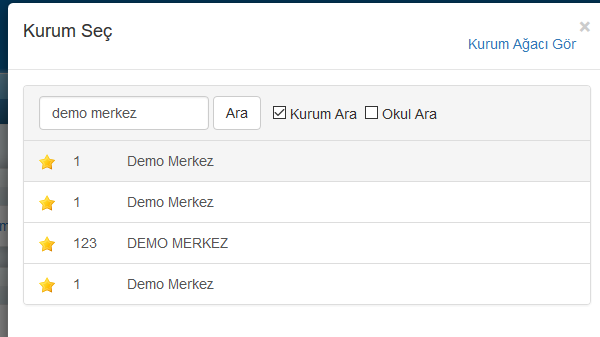 Kurum Seç
×
Kurum Ağacı Gör
demo merkez Ara Kurum Ara Okul Ara
1 Demo Merkez
1 Demo Merkez
123 DEMO MERKEZ
1 Demo Merkez
m